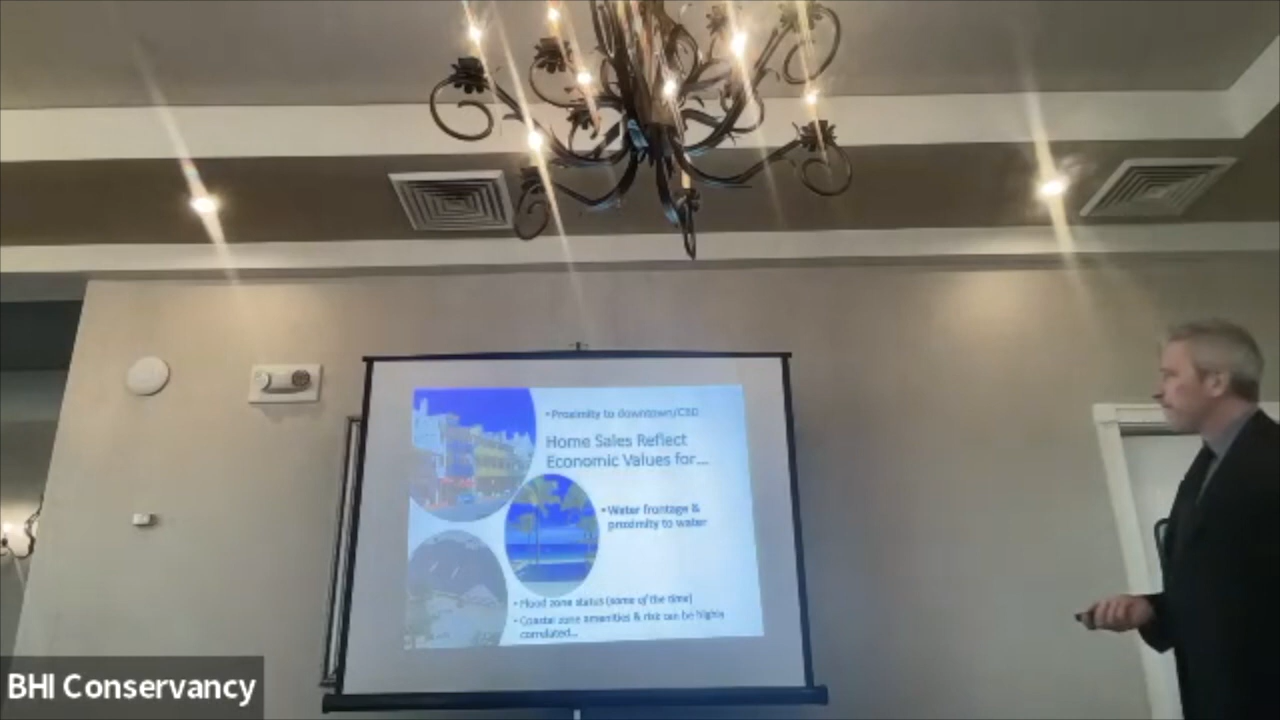 • Proximity to downtown/CBD
Home Sales Reflect
Economic Values for...
• Water frontage &
proximity to water
• Flood zone status (some of the time)
• Coastal zone amenities & risk can be highly
correlated...
BHI Conservancy